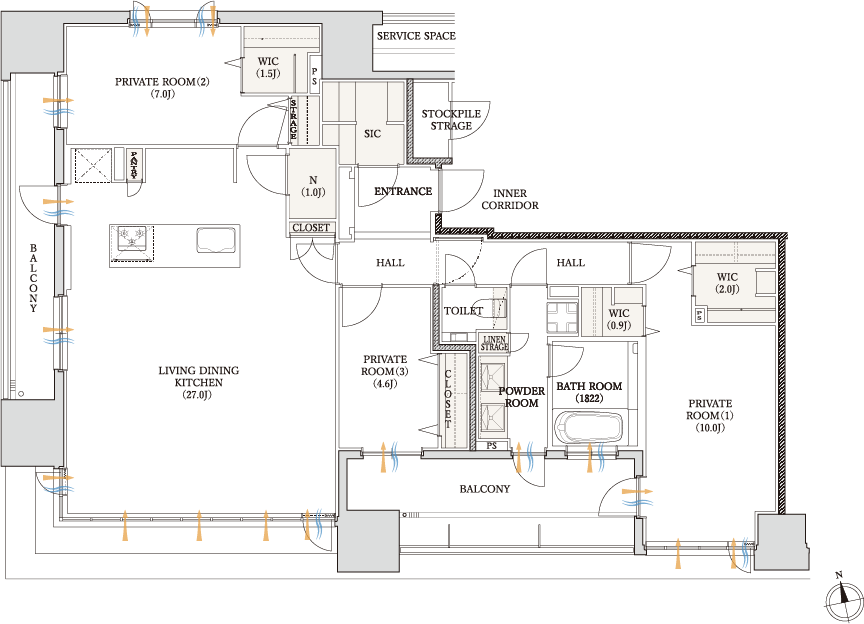 SERVICE SPACE
WIC
(1.5J)
PS
PRIVATE ROOM(2)
(7.0J)
STRAGE
STOCKPILE
STRAGE
SIC
PANTRY
N
(1.0J)
ENTRANCE
INNER
CORRIDOR
CLOSET
BALCONY
HALL
HALL
WIC
(2.0J)
PS
TOILET
WIC
(0.9J)
LINEN
STRAGE
PRIVATE
ROOM(3)
(4.6J)
CLOSET
LIVING DINING
KITCHEN
(27.0J)
POWDER
ROOM
BATH ROOM
(1822)
PRIVATE
ROOM(1)
(10.0J)
PS
BALCONY
N